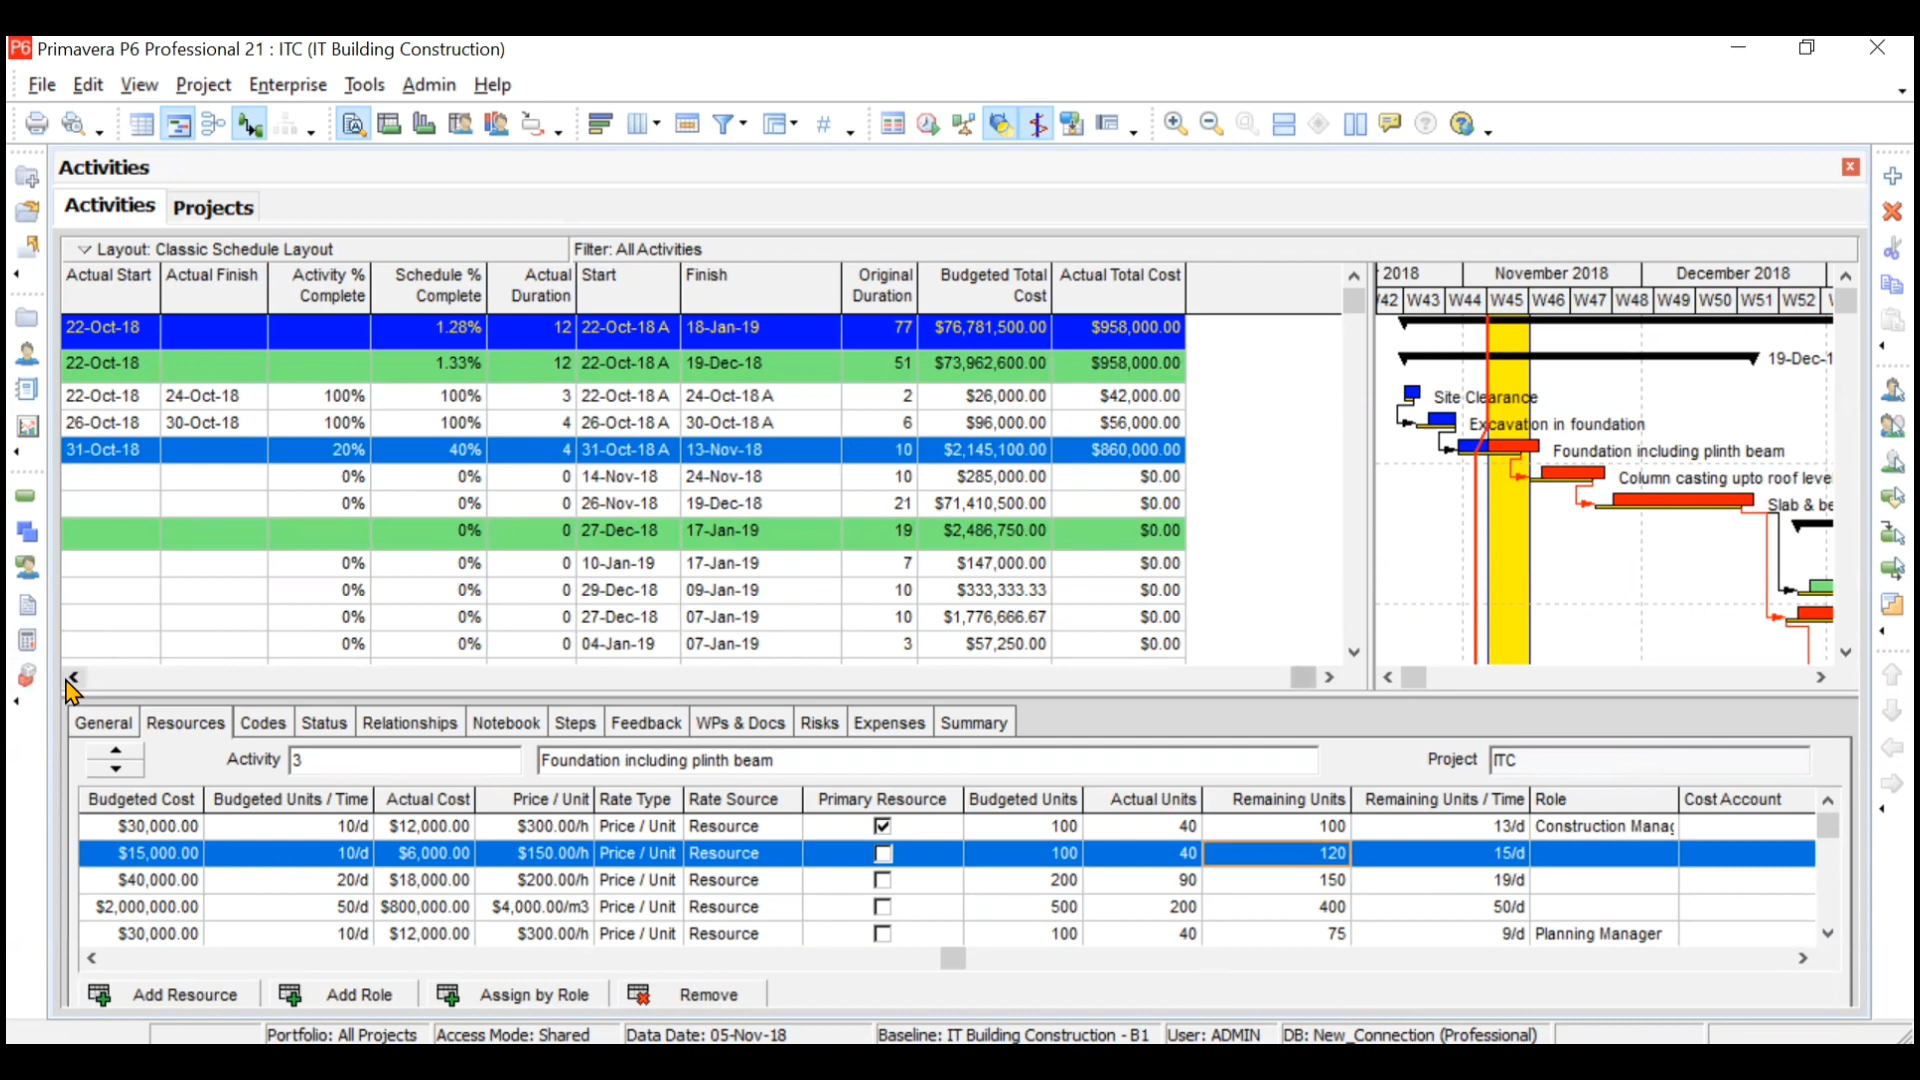 P6 Primavera P6 Professional 21 : ITC (IT Building Construction)
File Edit View Project Enterprise Tools Admin Help
Activities
Activities Projects
Layout: Classic Schedule Layout Filter: All Activities
Actual Start Actual Finish Activity % Complete Schedule % Complete Actual Duration Start Finish Original Duration Budgeted Total Cost Actual Total Cost
2018 November 2018 December 2018
W43 W44 W45 W46 W47 W48 W49 W50 W51 W52
22-Oct-18 1.28% 12 22-Oct-18 A 18-Jan-19 77 $76,781,500.00 $958,000.00
22-Oct-18 1.33% 12 22-Oct-18 A 19-Dec-18 51 $73,962,600.00 $958,000.00 19-Dec-1
22-Oct-18 24-Oct-18 100% 100% 3 22-Oct-18 A 24-Oct-18 A 2 $26,000.00 $42,000.00 Site Clearance
26-Oct-18 30-Oct-18 100% 100% 4 26-Oct-18 A 30-Oct-18 A 6 $96,000.00 $56,000.00 Excavation in foundation
31-Oct-18 20% 40% 4 31-Oct-18 A 13-Nov-18 10 $2,145,100.00 $860,000.00 Foundation including plinth beam
0% 0% 0 14-Nov-18 24-Nov-18 10 $285,000.00 $0.00 Column casting upto roof leve
0% 0% 0 26-Nov-18 19-Dec-18 21 $71,410,500.00 $0.00 Slab & be
0% 0 27-Dec-18 17-Jan-19 19 $2,486,750.00 $0.00
0% 0% 0 10-Jan-19 17-Jan-19 7 $147,000.00 $0.00
0% 0% 0 29-Dec-18 09-Jan-19 10 $333,333.33 $0.00
0% 0% 0 27-Dec-18 07-Jan-19 10 $1,776,666.67 $0.00
0% 0% 0 04-Jan-19 07-Jan-19 3 $57,250.00 $0.00
General Resources Codes Status Relationships Notebook Steps Feedback WPs & Docs Risks Expenses Summary
Activity 3 Foundation including plinth beam Project ITC
Budgeted Cost Budgeted Units / Time Actual Cost Price / Unit Rate Type Rate Source Primary Resource Budgeted Units Actual Units Remaining Units Remaining Units / Time Role Cost Account
$30,000.00 10/d $12,000.00 $300.00/h Price / Unit Resource 100 40 100 13/d Construction Manag
$15,000.00 10/d $6,000.00 $150.00/h Price / Unit Resource 100 40 120 15/d
$40,000.00 20/d $18,000.00 $200.00/h Price / Unit Resource 200 90 150 19/d
$2,000,000.00 50/d $800,000.00 $4,000.00/m3 Price / Unit Resource 500 200 400 50/d
$30,000.00 10/d $12,000.00 $300.00/h Price / Unit Resource 100 40 75 9/d Planning Manager
Add Resource Add Role Assign by Role Remove
Portfolio: All Projects Access Mode: Shared Data Date: 05-Nov-18 Baseline: IT Building Construction - B1 User: ADMIN DB: New_Connection (Professional)